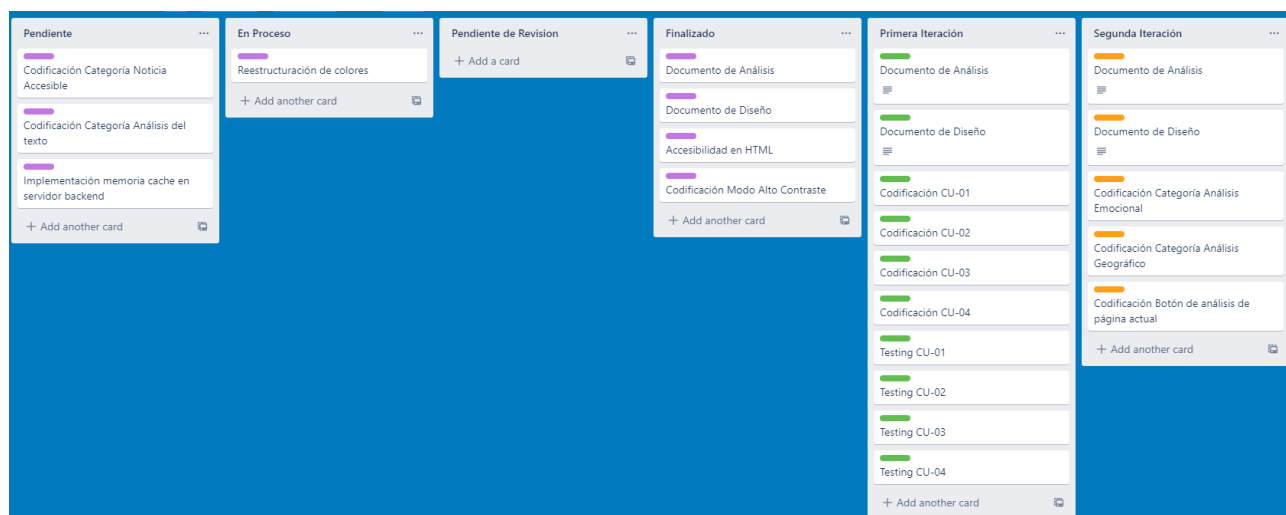 Pendiente
...
Codificación Categoría Noticia
Accesible
Codificación Categoría Análisis del
texto
Implementación memoria cache en
servidor backend
+ Add another card
En Proceso
...
Reestructuración de colores
+ Add another card
Pendiente de Revision
...
+ Add a card
Finalizado
...
Documento de Análisis
Documento de Diseño
Accesibilidad en HTML
Codificación Modo Alto Contraste
+ Add another card
Primera Iteración
...
Documento de Análisis
Documento de Diseño
Codificación CU-01
Codificación CU-02
Codificación CU-03
Codificación CU-04
Testing CU-01
Testing CU-02
Testing CU-03
Testing CU-04
+ Add another card
Segunda Iteración
...
Documento de Análisis
Documento de Diseño
Codificación Categoría Análisis
Emocional
Codificación Categoría Análisis
Geográfico
Codificación Botón de análisis de
página actual
+ Add another card